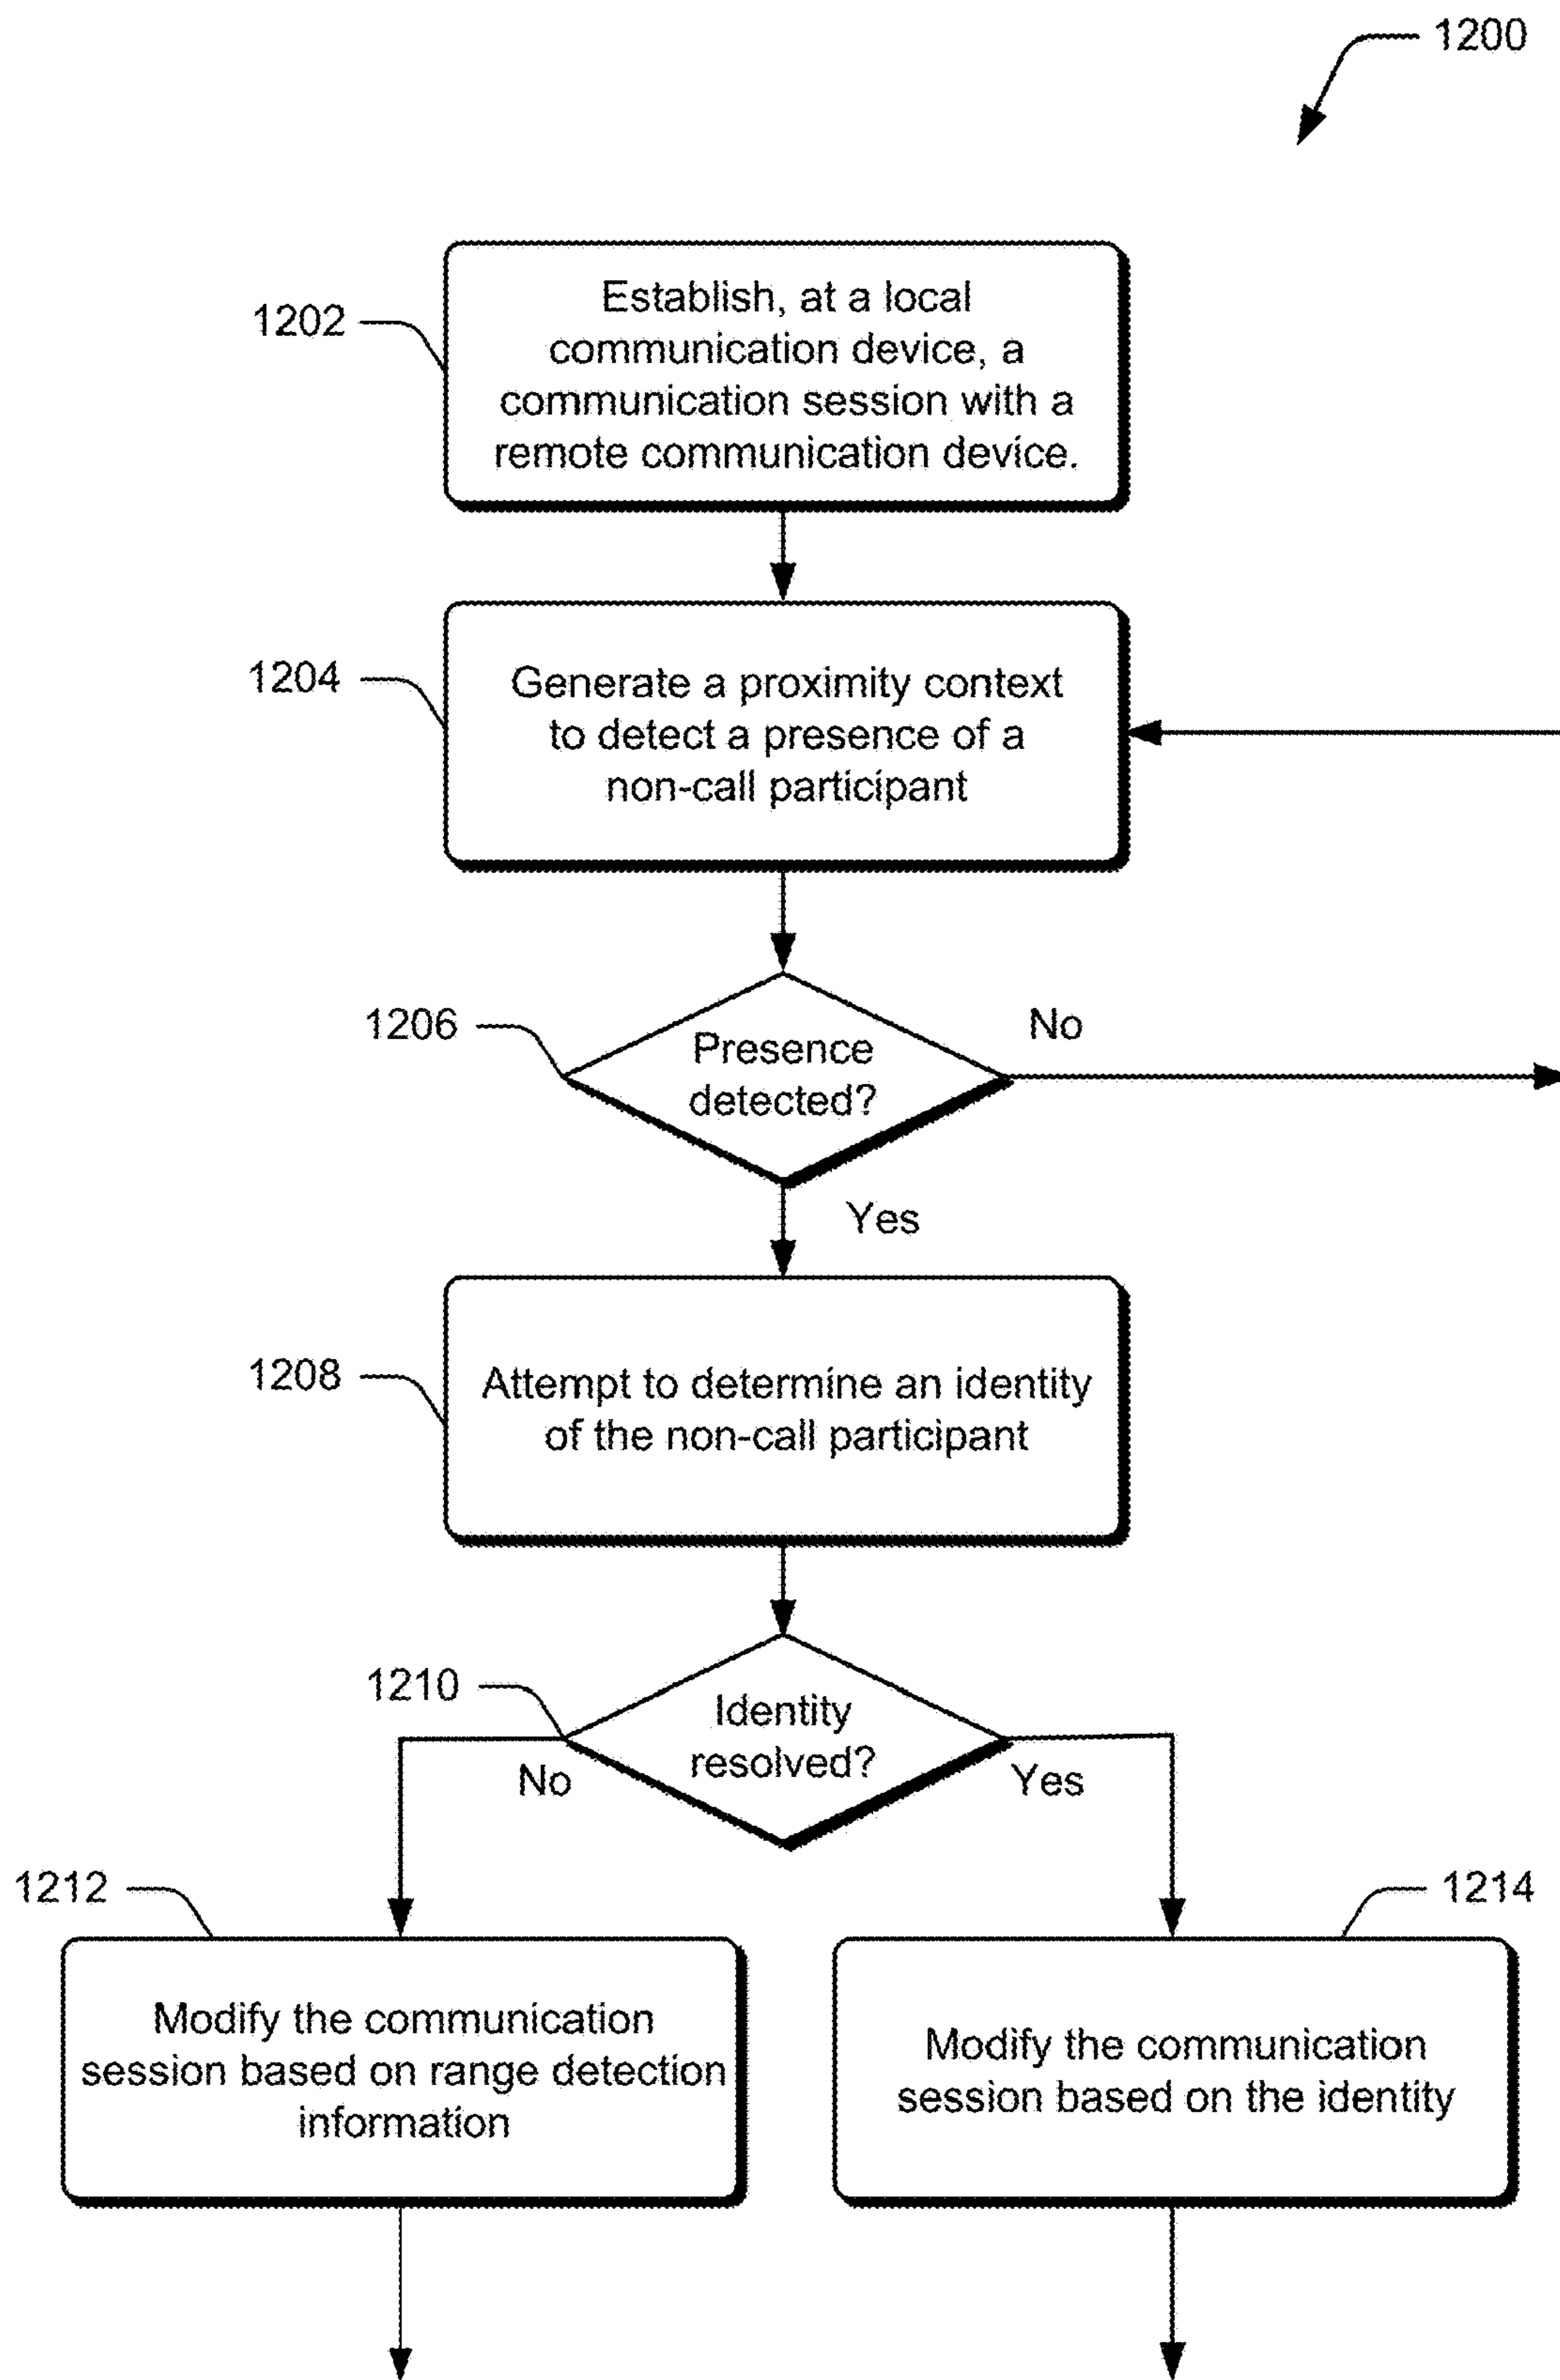 1200
1202
Establish, at a local
communication device, a
communication session with a
remote communication device.
1204
Generate a proximity context
to detect a presence of a
non-call participant
1206
Presence
detected?
No
Yes
1208
Attempt to determine an identity
of the non-call participant
1210
Identity
resolved?
No
Yes
1212
1214
Modify the communication
session based on range detection
information
Modify the communication
session based on the identity